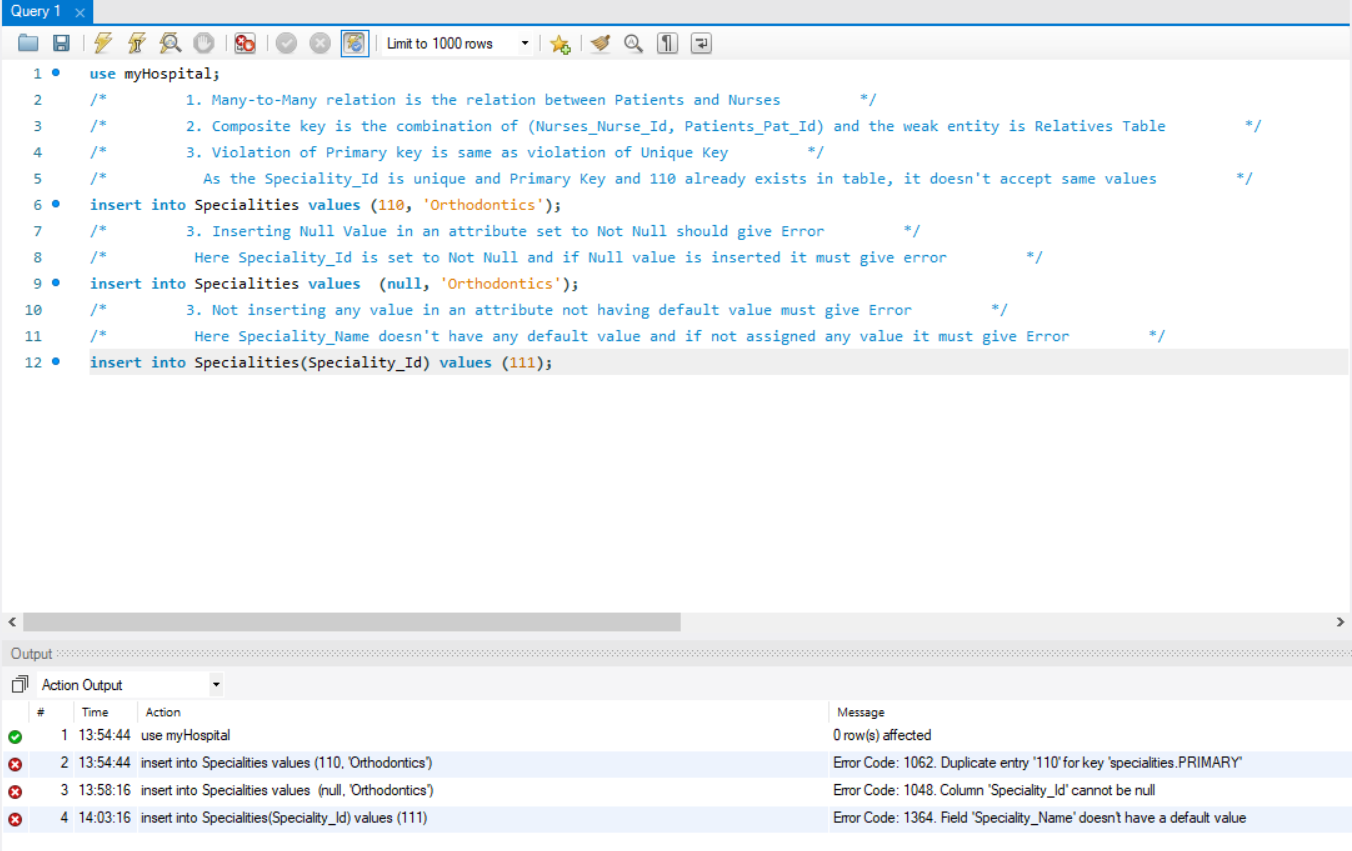 Query 1
Limit to 1000 rows
1 use myHospital;
2 /* 1. Many-to-Many relation is the relation between Patients and Nurses */
3 /* 2. Composite key is the combination of (Nurses_Nurse_Id, Patients_Pat_Id) and the weak entity is Relatives Table */
4 /* 3. Violation of Primary key is same as violation of Unique Key */
5 /* As the Speciality_Id is unique and Primary Key and 110 already exists in table, it doesn't accept same values */
6 insert into Specialities values (110, 'Orthodontics');
7 /* 3. Inserting Null Value in an attribute set to Not Null should give Error */
8 /* Here Speciality_Id is set to Not Null and if Null value is inserted it must give error */
9 insert into Specialities values (null, 'Orthodontics');
10 /* 3. Not inserting any value in an attribute not having default value must give Error */
11 /* Here Speciality_Name doesn't have any default value and if not assigned any value it must give Error */
12 insert into Specialities(Speciality_Id) values (111);
Output
Action Output
# Time Action Message
1 13:54:44 use myHospital 0 row(s) affected
2 13:54:44 insert into Specialities values (110, 'Orthodontics') Error Code: 1062. Duplicate entry '110' for key 'specialities.PRIMARY'
3 13:58:16 insert into Specialities values (null, 'Orthodontics') Error Code: 1048. Column 'Speciality_Id' cannot be null
4 14:03:16 insert into Specialities(Speciality_Id) values (111) Error Code: 1364. Field 'Speciality_Name' doesn't have a default value